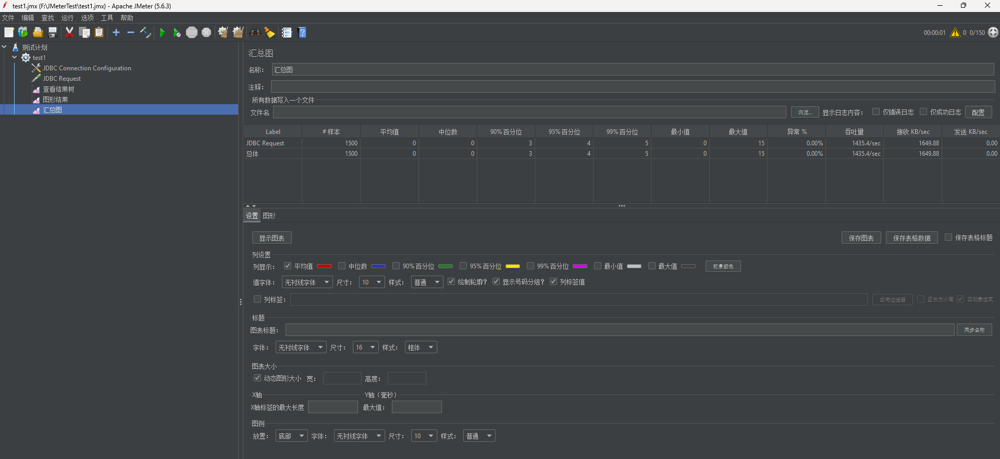 test1.jmx (F:\JMeterTest\test1.jmx) - Apache JMeter (5.6.3)
文件 编辑 查找 运行 选项 工具 帮助
STOP 00:00:01 0 0/150
测试计划
test1
JDBC Connection Configuration
JDBC Request
查看结果树
图形结果
汇总图
汇总图
名称: 汇总图
注释:
所有数据写入一个文件
文件名 浏览... 显示日志内容: 仅错误日志 仅成功日志 配置
Label # 样本 平均值 中位数 90% 百分位 95% 百分位 99% 百分位 最小值 最大值 异常 % 吞吐量 接收 KB/sec 发送 KB/sec
JDBC Request 1500 0 0 3 4 5 0 15 0.00% 1435.4/sec 1649.88 0.00
总体 1500 0 0 3 4 5 0 15 0.00% 1435.4/sec 1649.88 0.00
设置 图形
显示图表 保存图表 保存表格数据 保存表格标题
列设置
列显示: 平均值 中位数 90% 百分位 95% 百分位 99% 百分位 最小值 最大值 前景颜色
值字体: 无衬线字体 尺寸: 10 样式: 普通 绘制轮廓? 显示号码分组? 列标签值
列标签: 应用过滤器 区分大小写 正则表达式
标题
图表标题: 同步名称
字体: 无衬线字体 尺寸: 16 样式: 粗体
图表大小
动态图形大小 宽: 高度:
X轴 Y轴（毫秒）
X轴标签的最大长度 最大值:
图例
放置: 底部 字体: 无衬线字体 尺寸: 10 样式: 普通